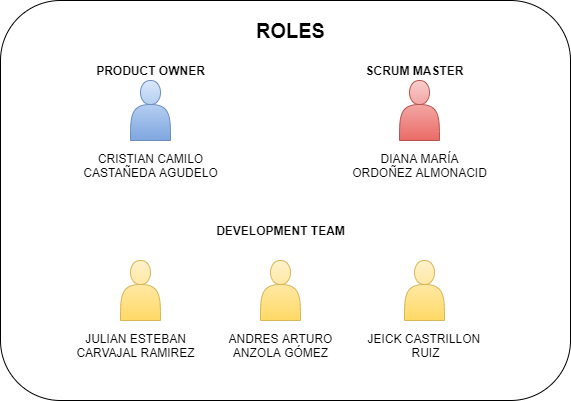 ROLES
PRODUCT OWNER
SCRUM MASTER
CRISTIAN CAMILO
CASTAÑEDA AGUDELO
DIANA MARÍA
ORDOÑEZ ALMONACID
DEVELOPMENT TEAM
JULIAN ESTEBAN
CARVAJAL RAMIREZ
ANDRES ARTURO
ANZOLA GÓMEZ
JEICK CASTRILLON
RUIZ